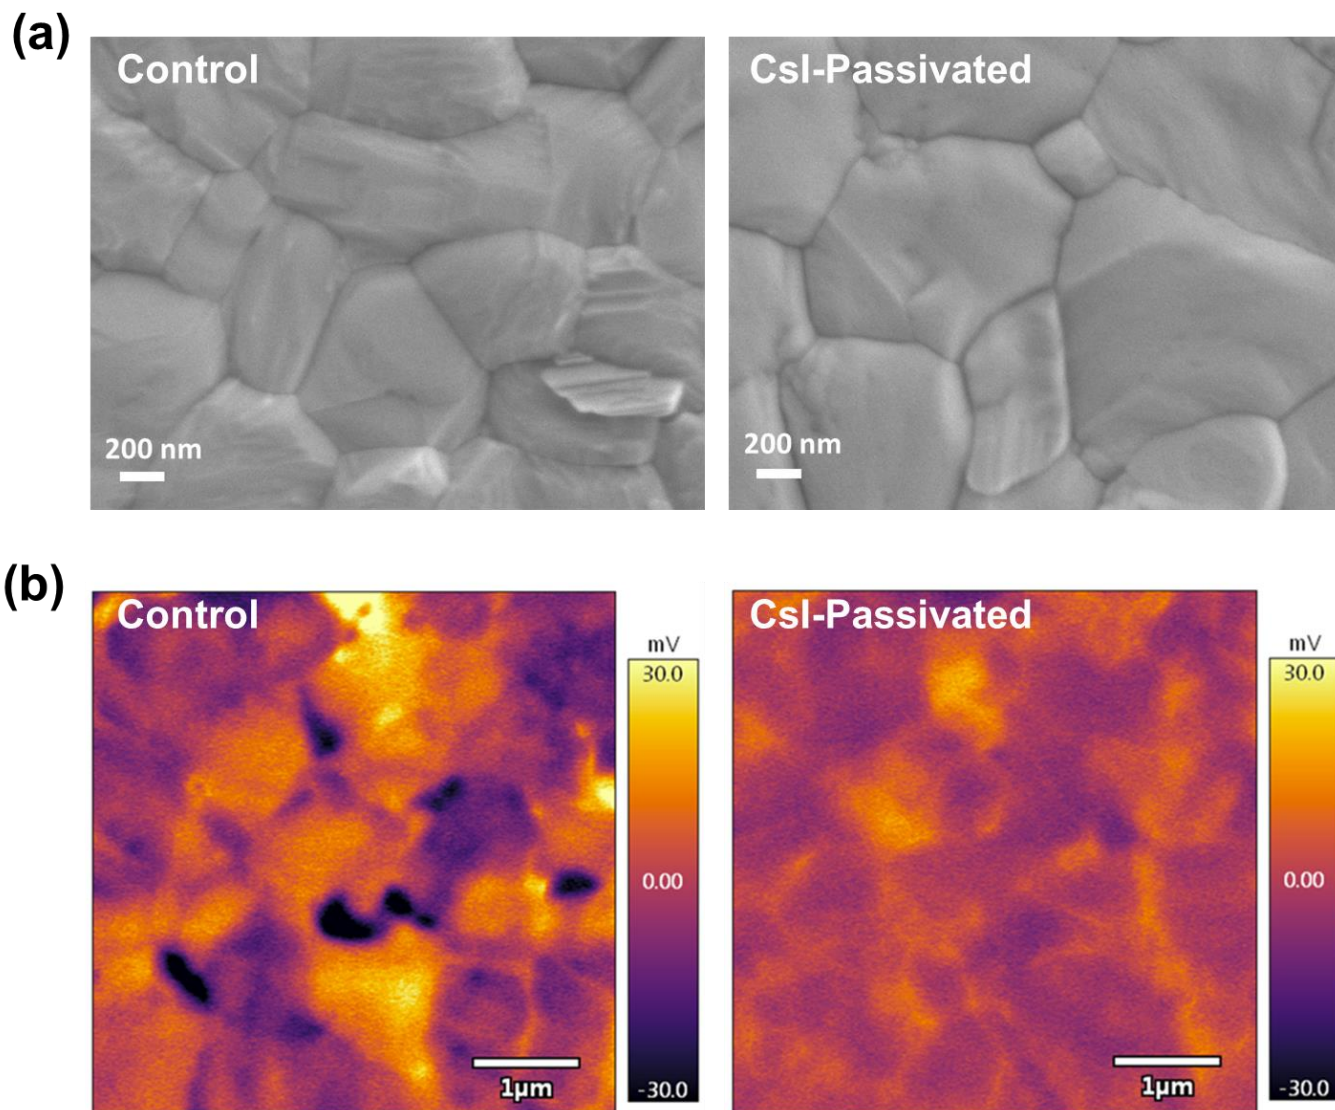 (a)
Control
CsI-Passivated
200 nm
200 nm
(b)
Control
CsI-Passivated
mV
30.0
0.00
-30.0
1µm
mV
30.0
0.00
-30.0
1µm